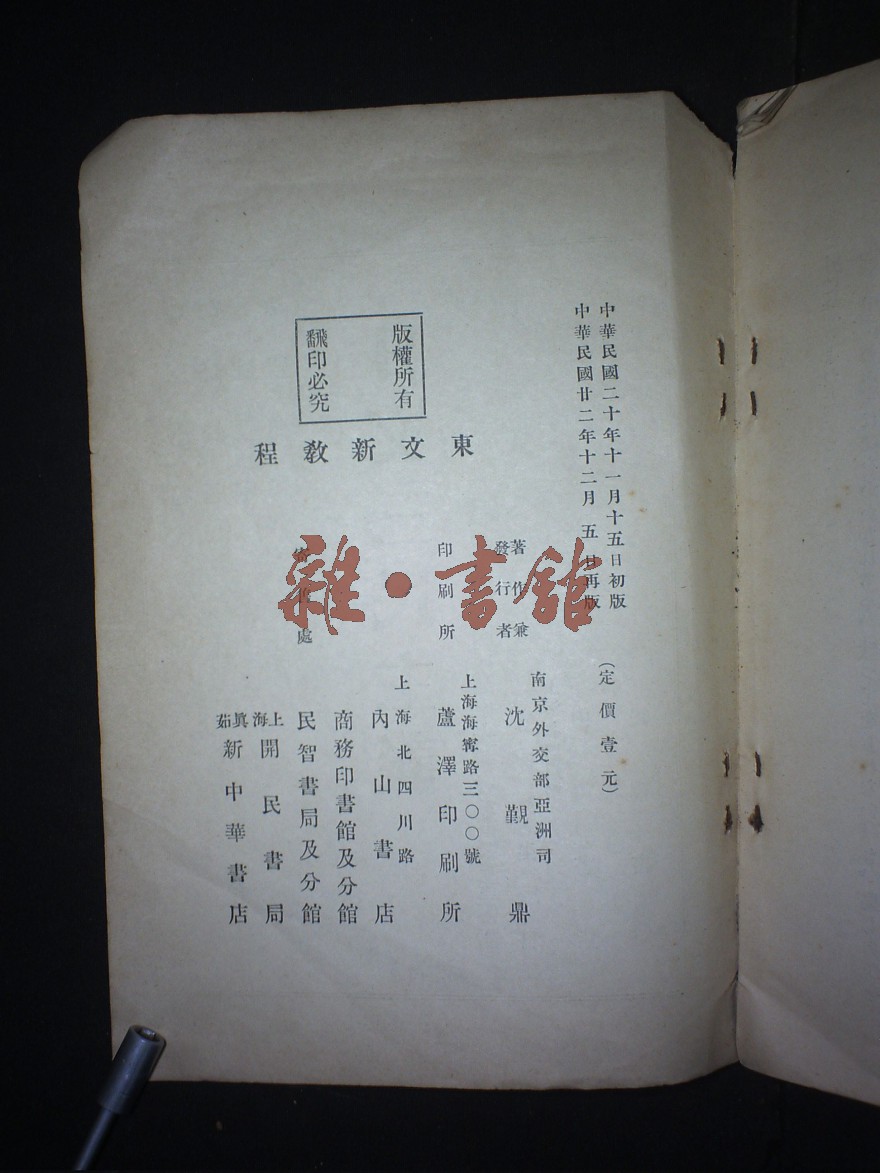 中華民國二十年十一月十五日初版
中華民國廿二年十二月五日再版
(定價壹元)
版權所有
翻印必究
東文新教程
著作兼
發行者
南京外交部亞洲司
沈覲鼎
印刷所
上海海寧路三〇〇號
蘆澤印刷所
處
上海北四川路
內山書店
商務印書館及分館
民智書局及分館
上海開民書局
真茹新中華書店
雜·書館